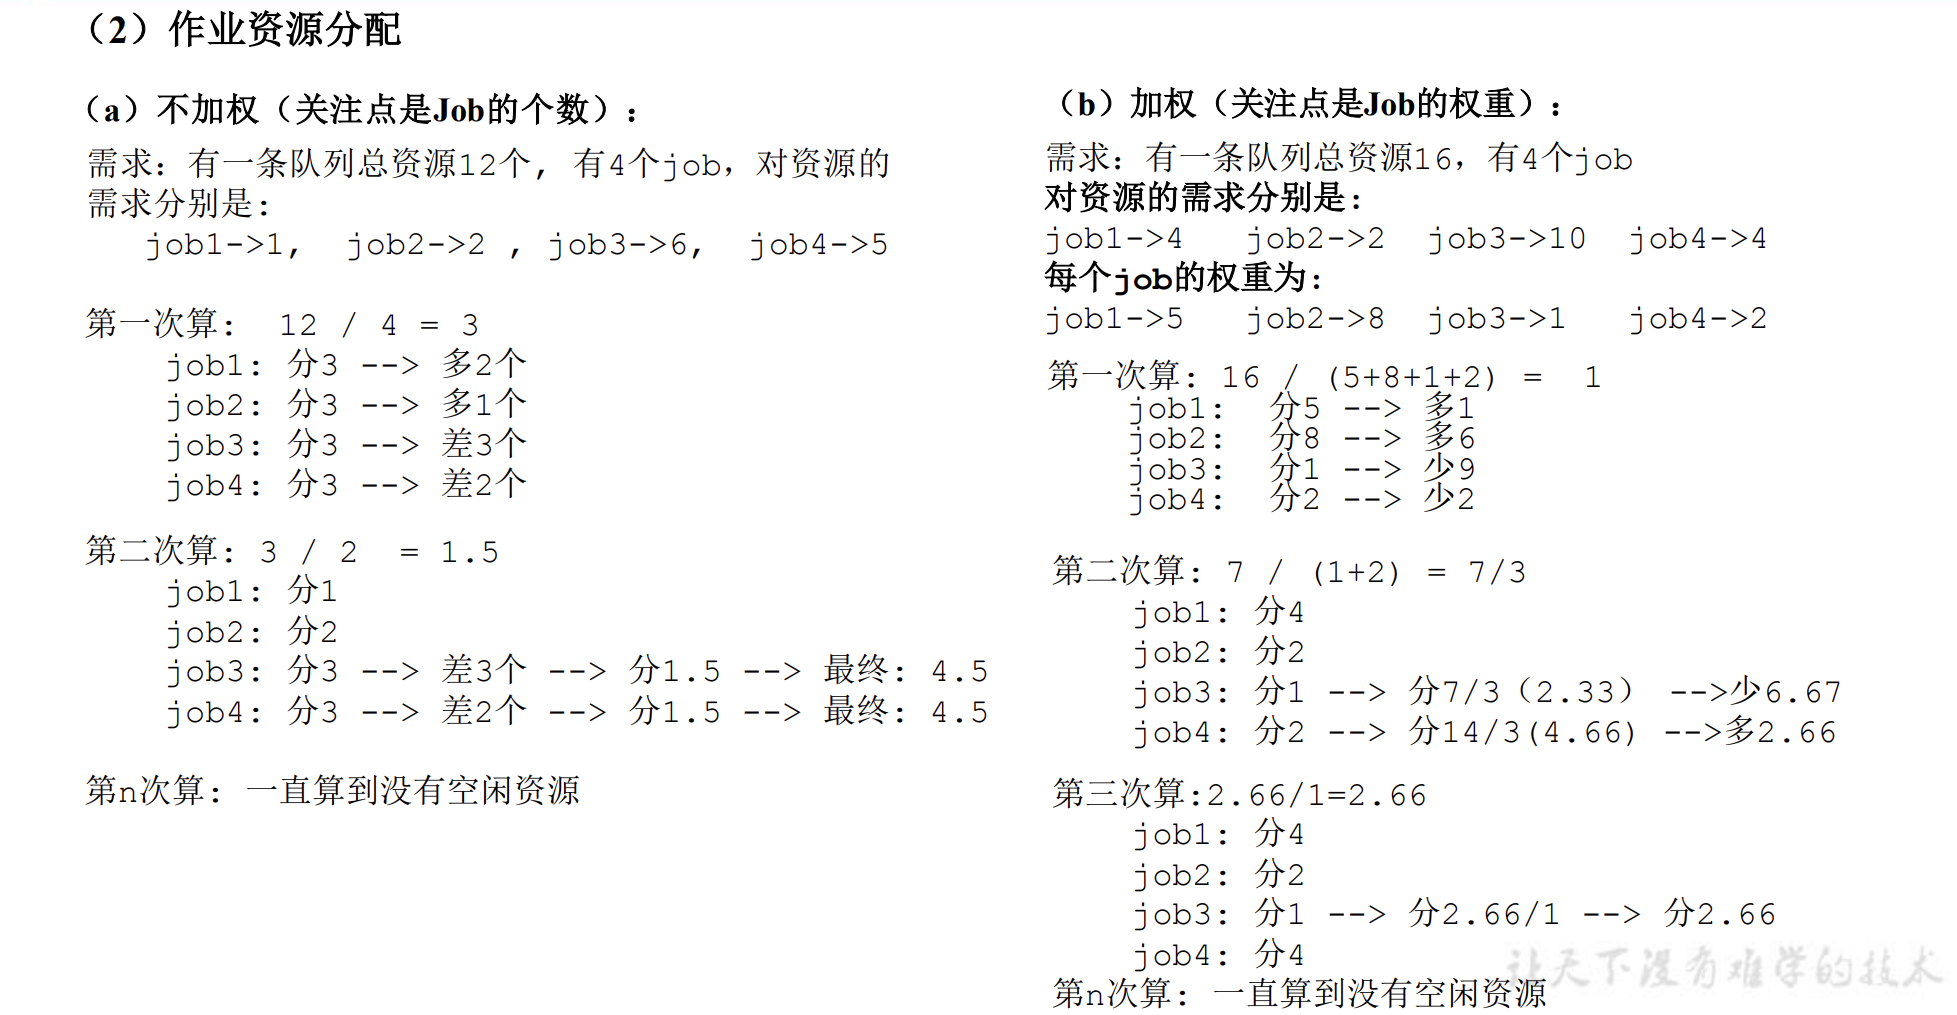 （2）作业资源分配
（a）不加权（关注点是Job的个数）：
需求：有一条队列总资源12个, 有4个job，对资源的
需求分别是:
job1->1,  job2->2 , job3->6,  job4->5
第一次算:  12 / 4 = 3
job1: 分3 --> 多2个
job2: 分3 --> 多1个
job3: 分3 --> 差3个
job4: 分3 --> 差2个
第二次算: 3 / 2  = 1.5
job1: 分1
job2: 分2
job3: 分3 --> 差3个 --> 分1.5 --> 最终: 4.5
job4: 分3 --> 差2个 --> 分1.5 --> 最终: 4.5
第n次算: 一直算到没有空闲资源
（b）加权（关注点是Job的权重）：
需求：有一条队列总资源16，有4个job
对资源的需求分别是:
job1->4   job2->2  job3->10  job4->4
每个job的权重为:
job1->5   job2->8  job3->1   job4->2
第一次算: 16 / (5+8+1+2) =  1
job1:  分5 --> 多1
job2:  分8 --> 多6
job3:  分1 --> 少9
job4:  分2 --> 少2
第二次算: 7 / (1+2) = 7/3
job1: 分4
job2: 分2
job3: 分1 --> 分7/3（2.33） -->少6.67
job4: 分2 --> 分14/3(4.66) -->多2.66
第三次算:2.66/1=2.66
job1: 分4
job2: 分2
job3: 分1 --> 分2.66/1 --> 分2.66
job4: 分4
第n次算: 一直算到没有空闲资源
让天下没有难学的技术